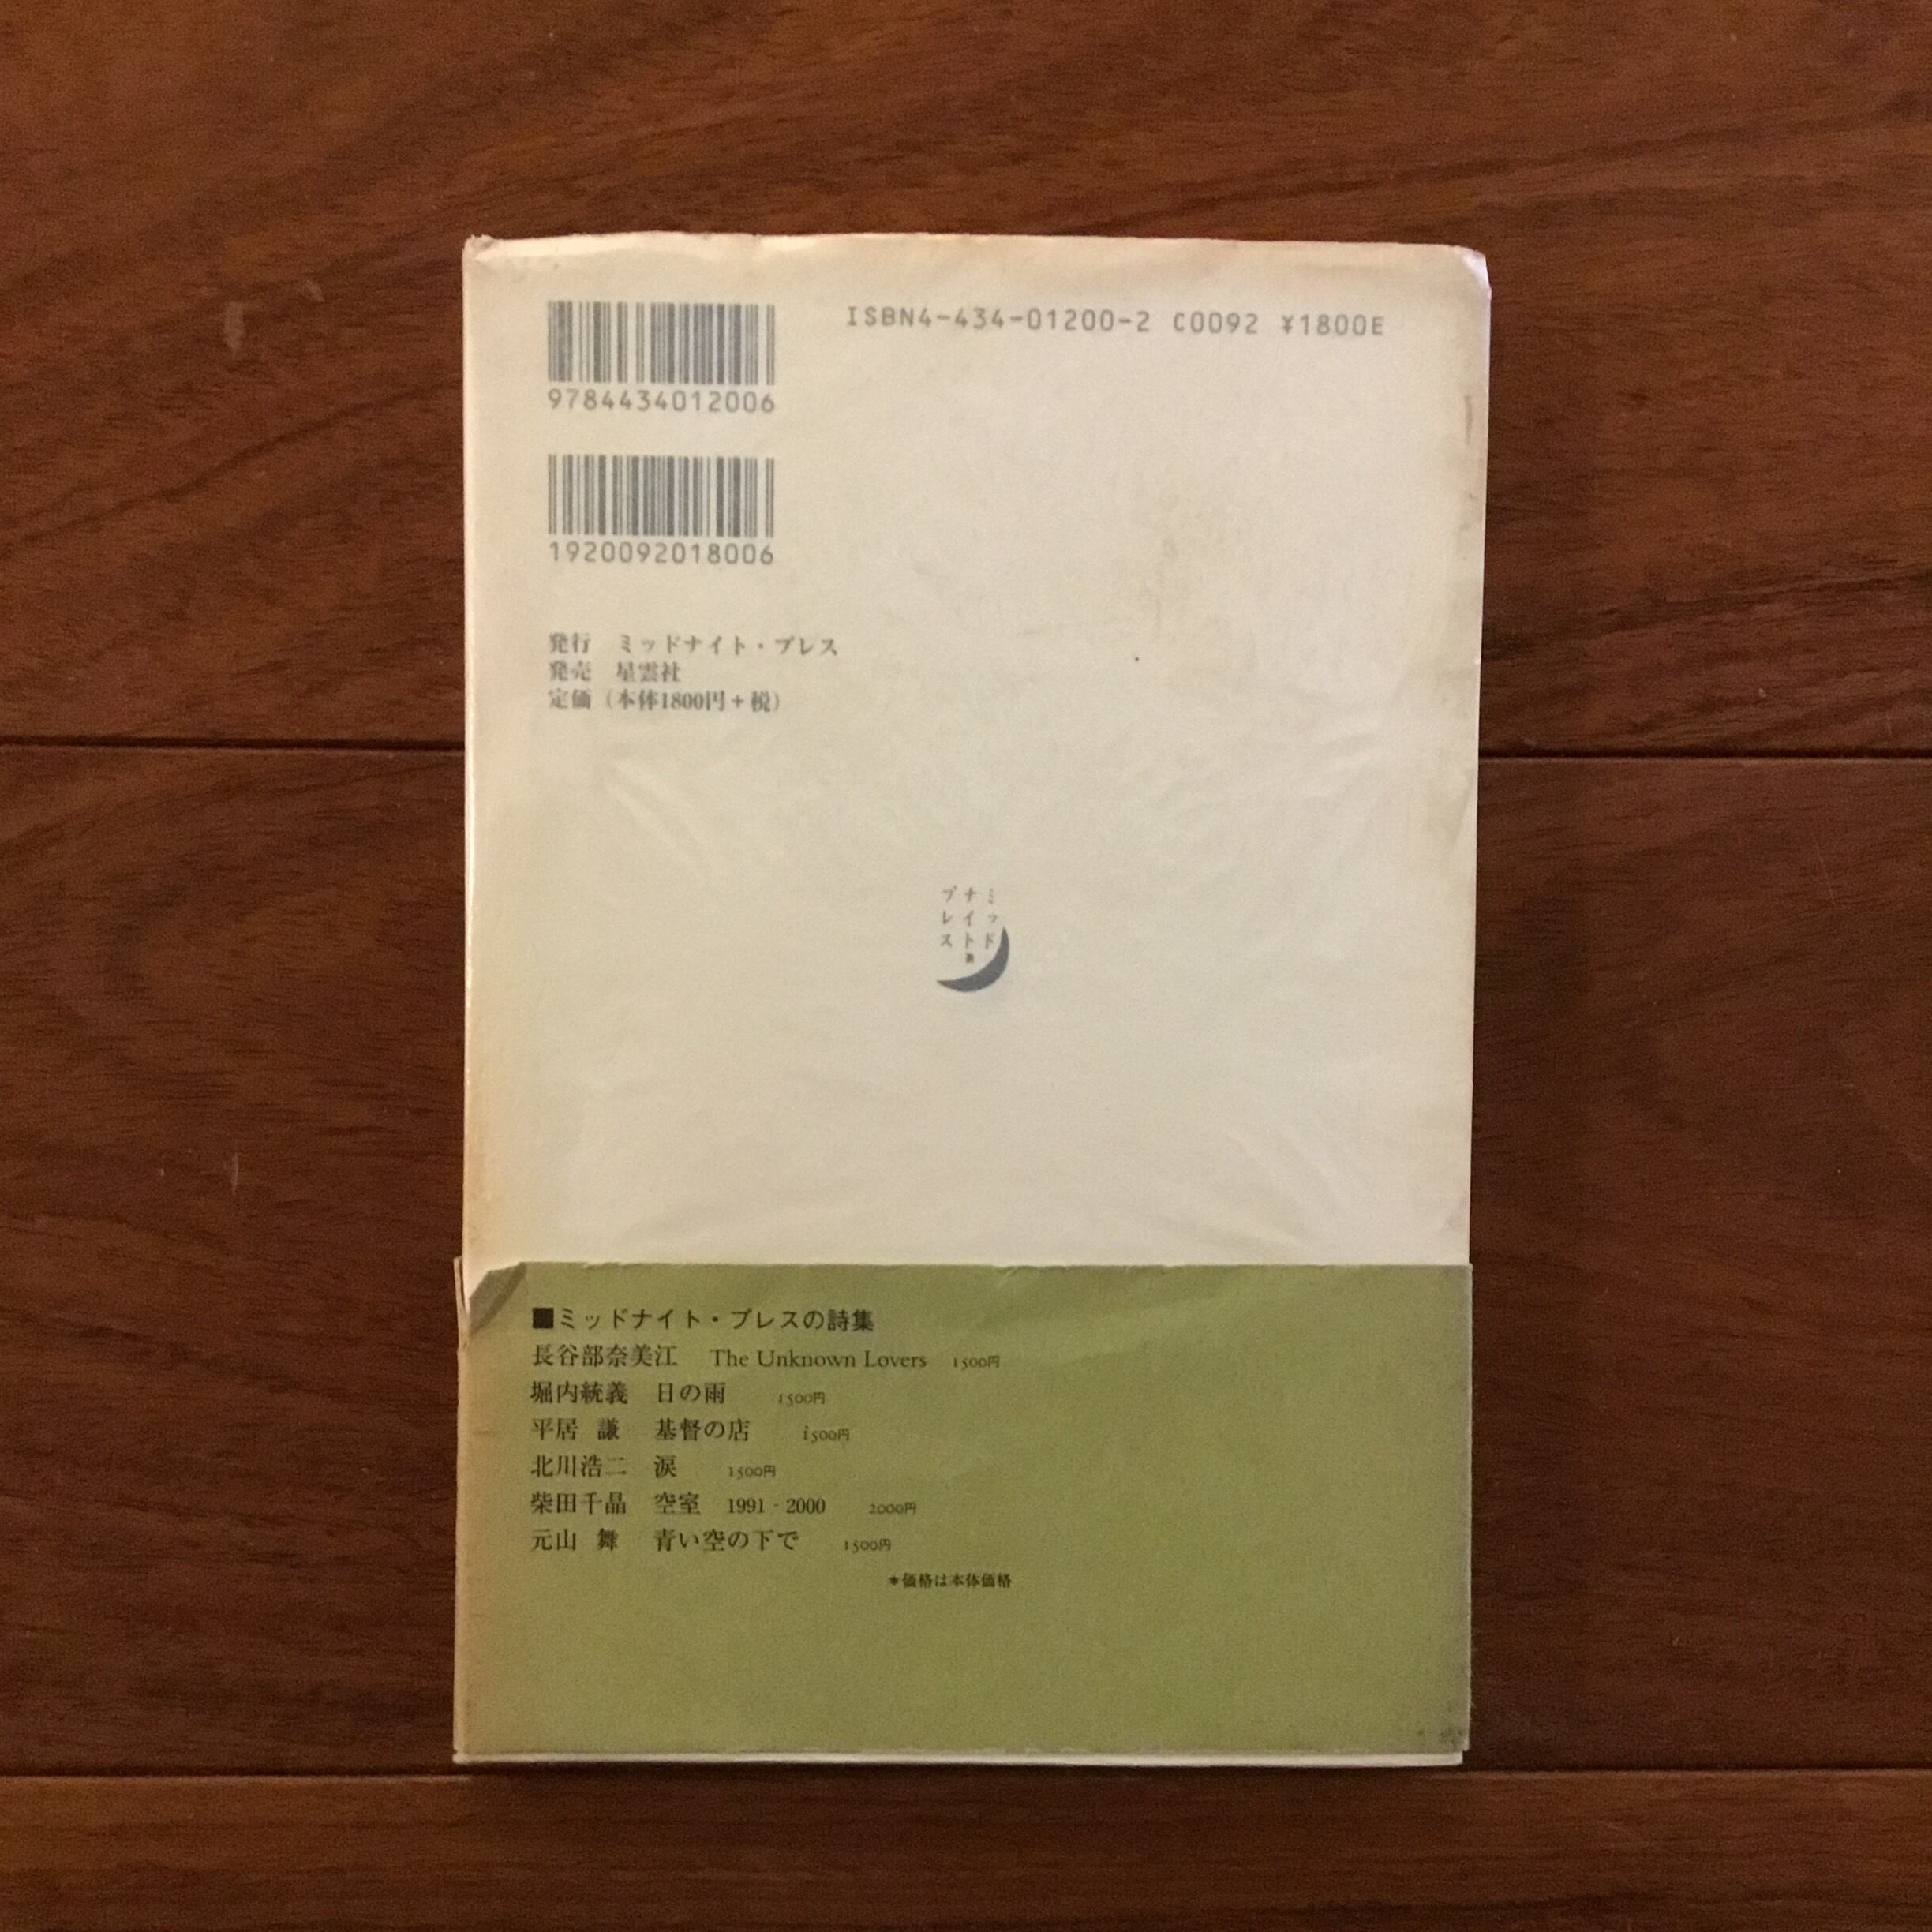 ISBN4-434-01200-2 C0092 ¥1800E
9784434012006
1920092018006
発行 ミッドナイト・プレス
発売 星雲社
定価（本体1800円＋税）
ミッド
ナイト
プレス
■ミッドナイト・プレスの詩集
長谷部奈美江 The Unknown Lovers 1500円
堀内統義 日の雨 1500円
平居 謙 基督の店 1500円
北川浩二 涙 1500円
柴田千晶 空室 1991-2000 2000円
元山 舞 青い空の下で 1500円
＊価格は本体価格